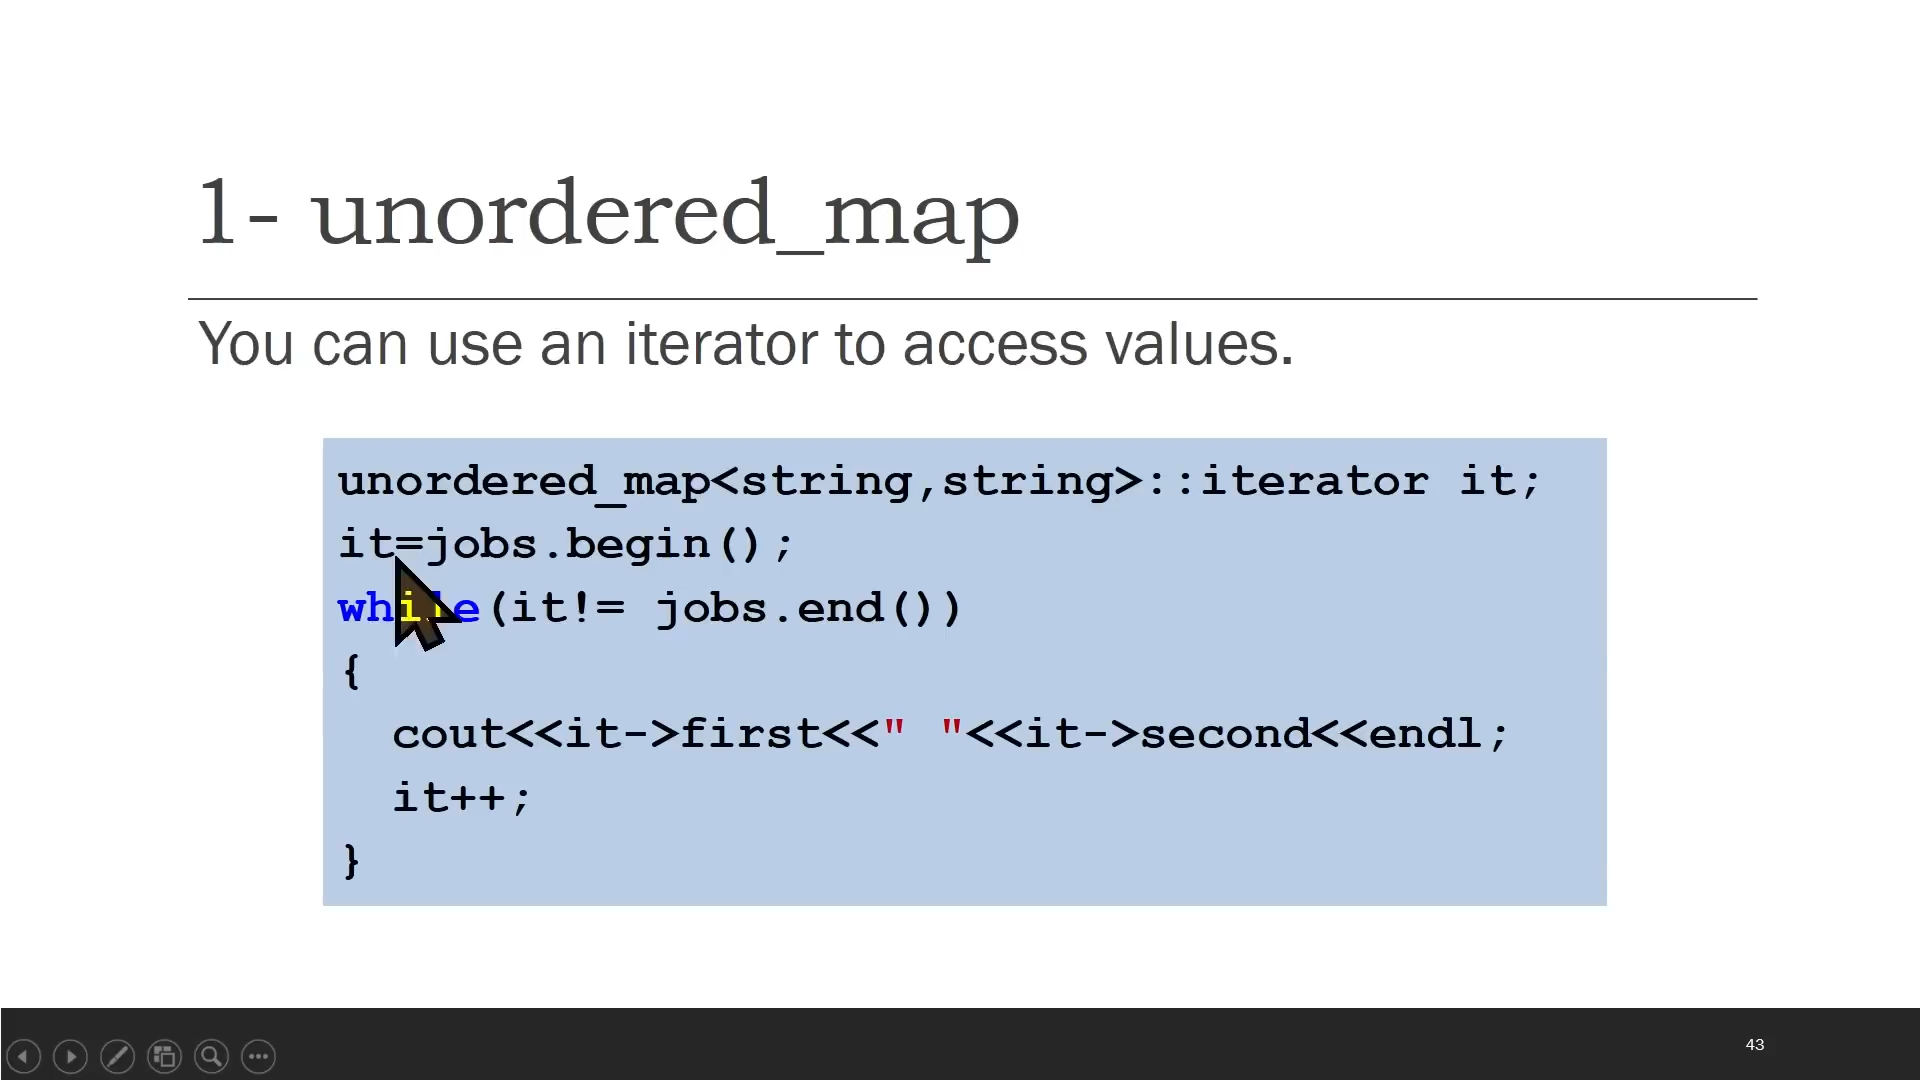 1- unordered_map
You can use an iterator to access values.
unordered_map<string,string>::iterator it;
it=jobs.begin();
while(it!= jobs.end())
{
cout<<it->first<<" "<<it->second<<endl;
it++;
}
43